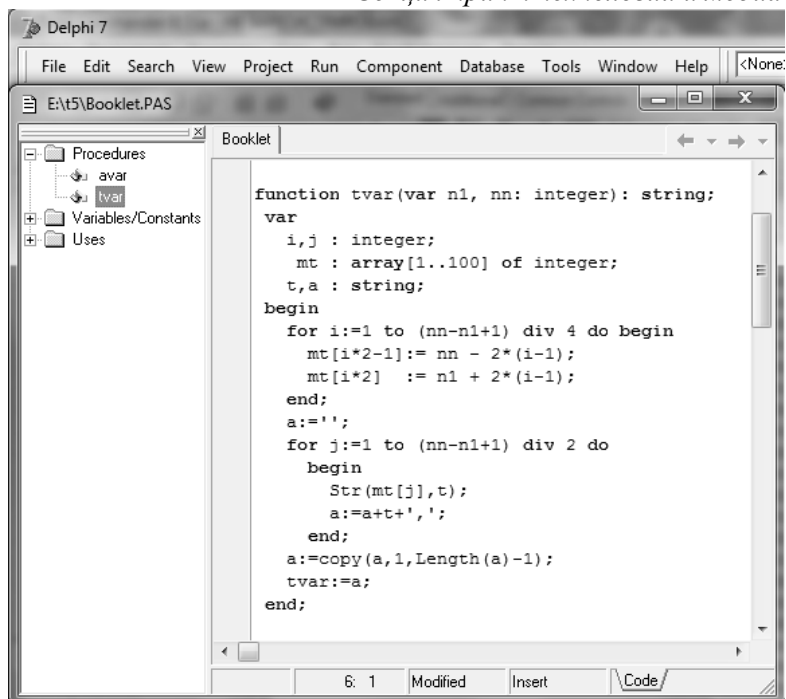 Delphi 7
File Edit Search View Project Run Component Database Tools Window Help <None>
E:\t5\Booklet.PAS
Procedures
avar
tvar
Variables/Constants
Uses
Booklet
function tvar(var n1, nn: integer): string;
var
i,j : integer;
mt : array[1..100] of integer;
t,a : string;
begin
for i:=1 to (nn-n1+1) div 4 do begin
mt[i*2-1]:= nn - 2*(i-1);
mt[i*2] := n1 + 2*(i-1);
end;
a:='';
for j:=1 to (nn-n1+1) div 2 do
begin
Str(mt[j],t);
a:=a+t+',';
end;
a:=copy(a,1,Length(a)-1);
tvar:=a;
end;
6: 1 Modified Insert \Code/